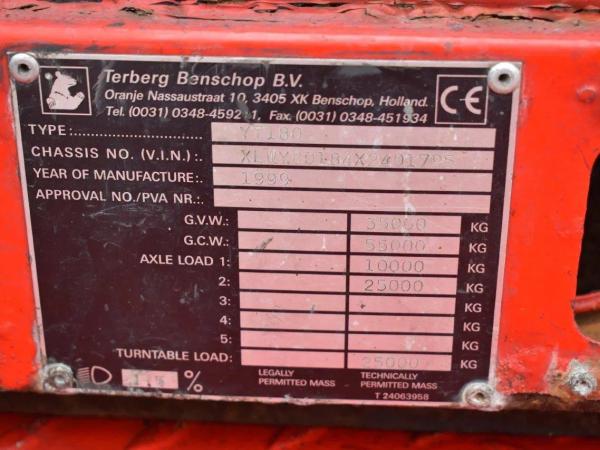 Terberg Benschop B.V.
Oranje Nassaustraat 10, 3405 XK Benschop, Holland.
Tel. (0031) 0348-4592 1, Fax. (0031) 0348-451934
CE
TYPE: YT180
CHASSIS NO. (V.I.N.):.
YEAR OF MANUFACTURE: 1999
APPROVAL NO./PVA NR.:
G.V.W.: 35000 KG
G.C.W.: 55000 KG
AXLE LOAD 1: 10000 KG
2: 25000 KG
3: KG
4: KG
5: KG
TURNTABLE LOAD: 25000 KG
%
LEGALLY PERMITTED MASS
TECHNICALLY PERMITTED MASS
T 24063958